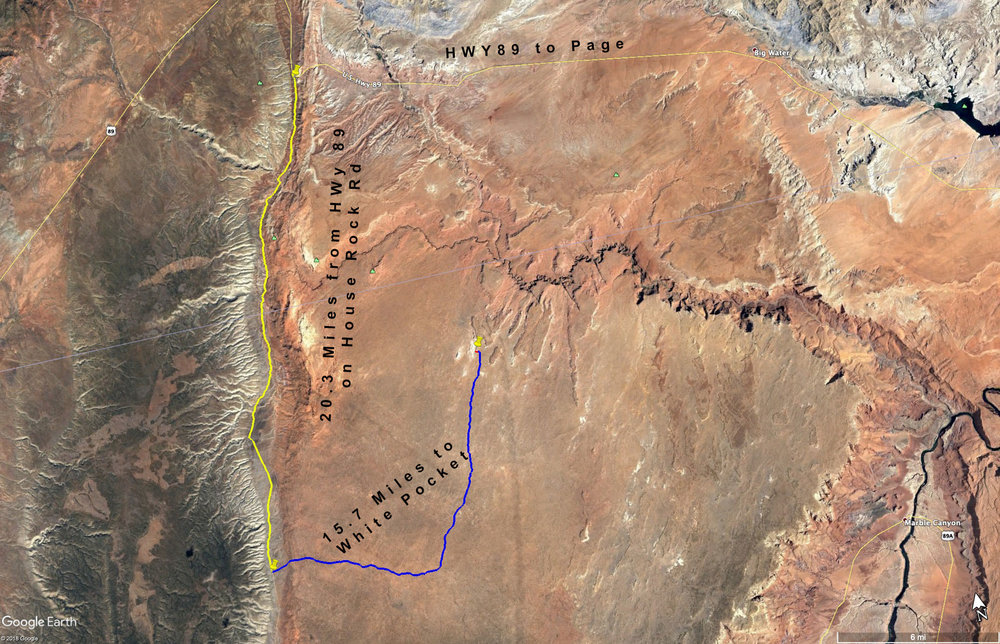 HWY89 to Page
Big Water
US Hwy 89
89
20.3 Miles from HWy 89
on House Rock Rd
15.7 Miles to
White Pocket
Marble Canyon
89A
N
Google Earth
© 2018 Google
6 mi